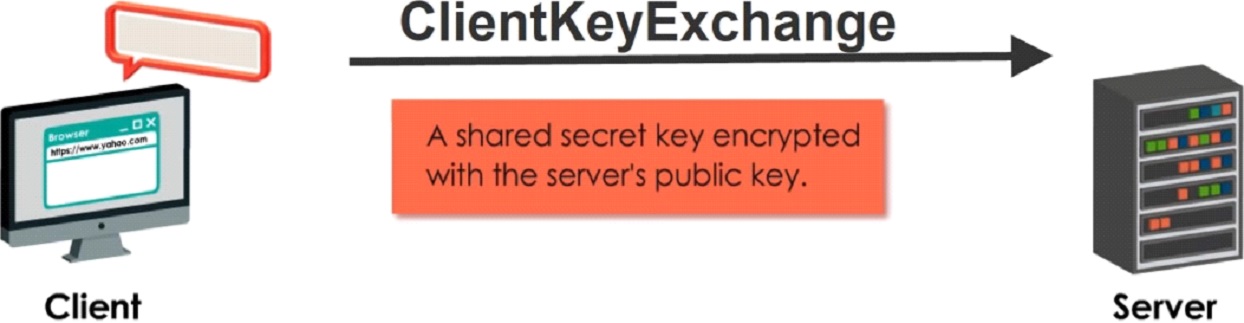 ClientKeyExchange
Browser
https://www.yahoo.com
A shared secret key encrypted
with the server's public key.
Client
Server